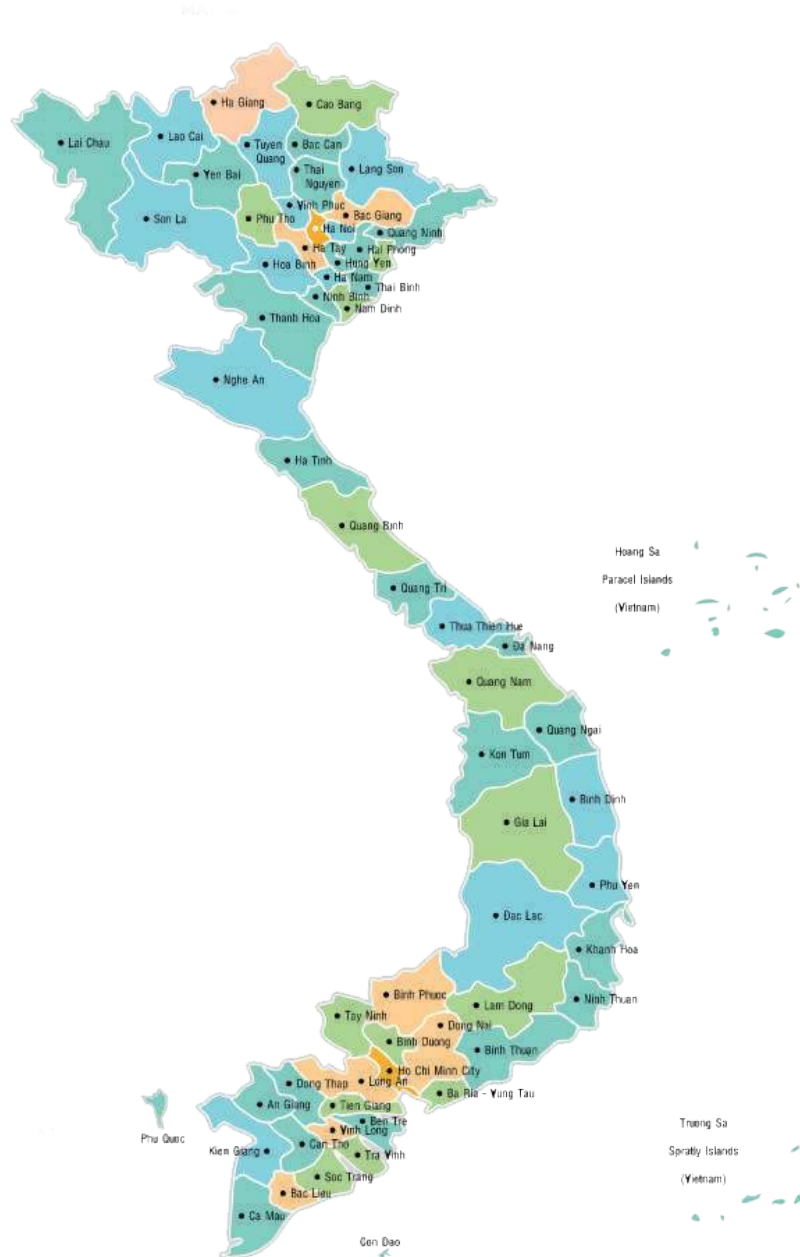 Ha Giang
Cao Bang
Lao Cai
Lai Chau
Tuyen
Quang
Bac Can
Thai
Nguyen
Lang Son
Yen Bai
Vinh Phuc
Son La
Phu Tho
Bac Giang
Ha Noi
Quang Ninh
Ha Tay
Hai Phong
Hoa Binh
Hung Yen
Ha Nam
Thai Binh
Ninh Binh
Nam Dinh
Thanh Hoa
Nghe An
Ha Tinh
Quang Binh
Hoang Sa
Paracel Islands
(Vietnam)
Quang Tri
Thua Thien Hue
Da Nang
Quang Nam
Quang Ngai
Kon Tum
Binh Dinh
Gia Lai
Phu Yen
Dac Lac
Khanh Hoa
Binh Phuoc
Lam Dong
Ninh Thuan
Tay Ninh
Dong Nai
Binh Duong
Binh Thuan
Ho Chi Minh City
Dong Thap
Long An
Ba Ria - Vung Tau
An Giang
Tien Giang
Ben Tre
Vinh Long
Phu Quoc
Can Tho
Kien Giang
Tra Vinh
Truong Sa
Spratly Islands
(Vietnam)
Soc Trang
Bac Lieu
Ca Mau
Con Dao